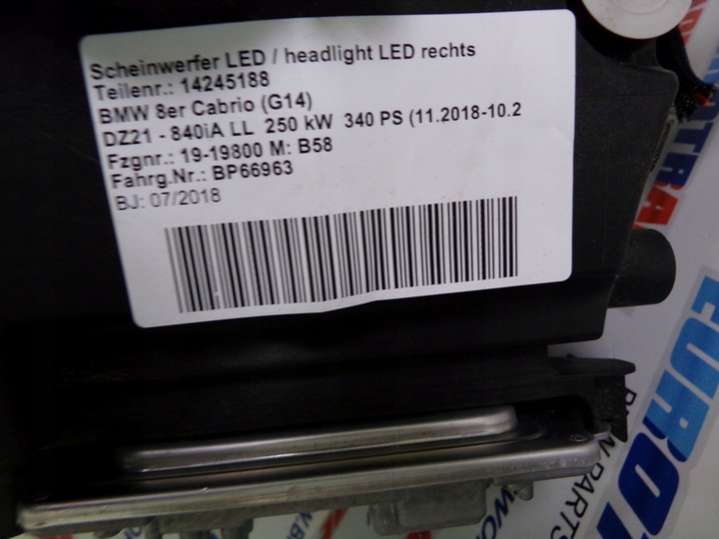 Scheinwerfer LED / headlight LED rechts
Teilenr.: 14245188
BMW 8er Cabrio (G14)
DZ21 - 840iA LL 250 kW 340 PS (11.2018-10.2
Fzgnr.: 19-19800 M: B58
Fahrg.Nr.: BP66963
BJ: 07/2018